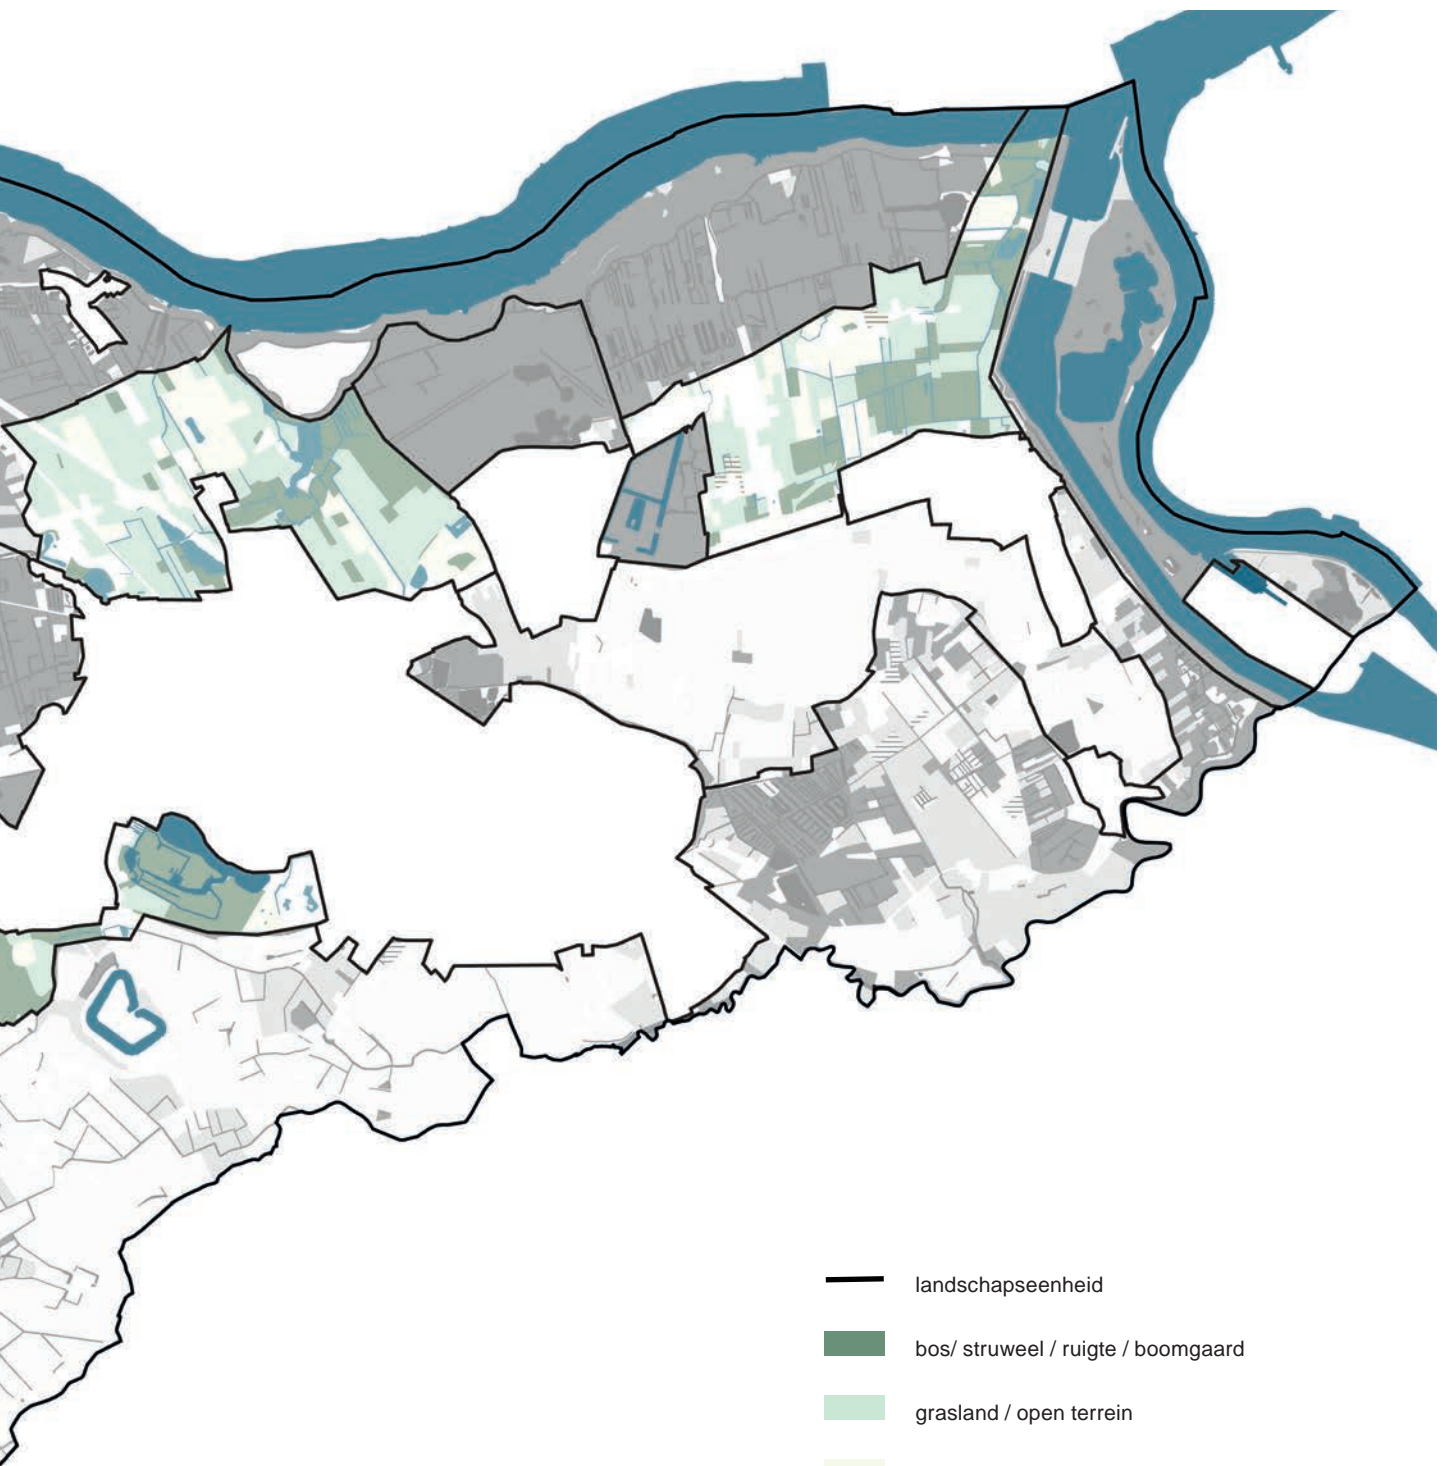 landschapseenheid
bos/ struweel / ruigte / boomgaard
grasland / open terrein